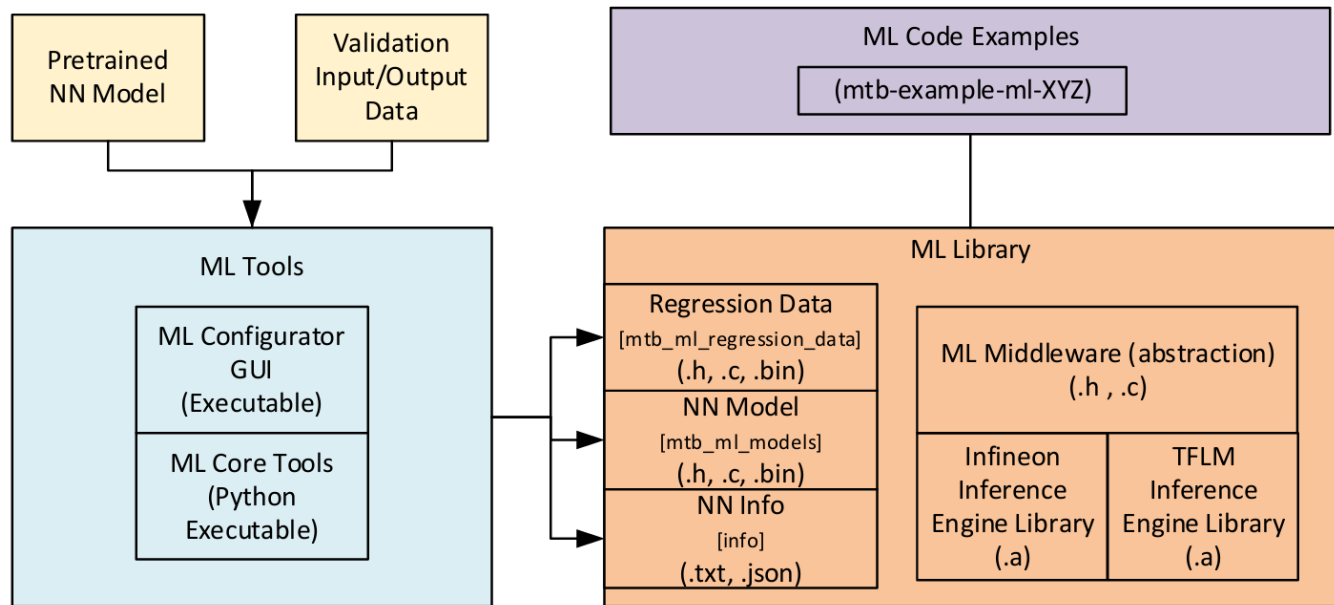 Pretrained
NN Model
Validation
Input/Output
Data
ML Code Examples
(mtb-example-ml-XYZ)
ML Tools
ML Configurator
GUI
(Executable)
ML Core Tools
(Python
Executable)
ML Library
Regression Data
[mtb_ml_regression_data]
(.h, .c, .bin)
NN Model
[mtb_ml_models]
(.h, .c, .bin)
NN Info
[info]
(.txt, .json)
ML Middleware (abstraction)
(.h , .c)
Infineon
Inference
Engine Library
(.a)
TFLM
Inference
Engine Library
(.a)